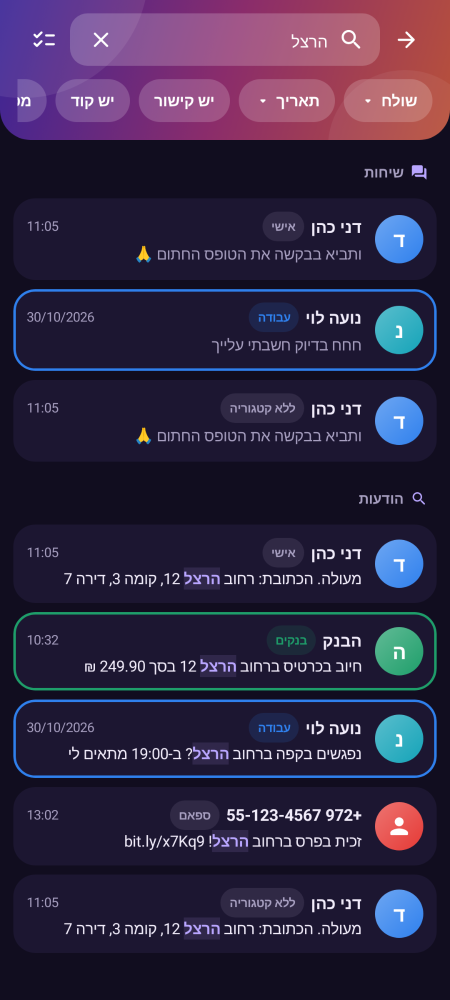 הרצל
שולח
תאריך
יש קישור
יש קוד
שיחות
דני כהן אישי 11:05
ותביא בבקשה את הטופס החתום 🙏
נועה לוי עבודה 30/10/2026
חחח בדיוק חשבתי עלייך
דני כהן ללא קטגוריה 11:05
ותביא בבקשה את הטופס החתום 🙏
הודעות
דני כהן אישי 11:05
מעולה. הכתובת: רחוב הרצל 12, קומה 3, דירה 7
הבנק בנקים 10:32
חיוב בכרטיס ברחוב הרצל 12 בסך 249.90 ₪
נועה לוי עבודה 30/10/2026
נפגשים בקפה ברחוב הרצל? ב-19:00 מתאים לי
+972 55-123-4567 ספאם 13:02
זכית בפרס ברחוב הרצל! bit.ly/x7Kq9
דני כהן ללא קטגוריה 11:05
מעולה. הכתובת: רחוב הרצל 12, קומה 3, דירה 7
ד
נ
ד
ד
ה
נ
ד